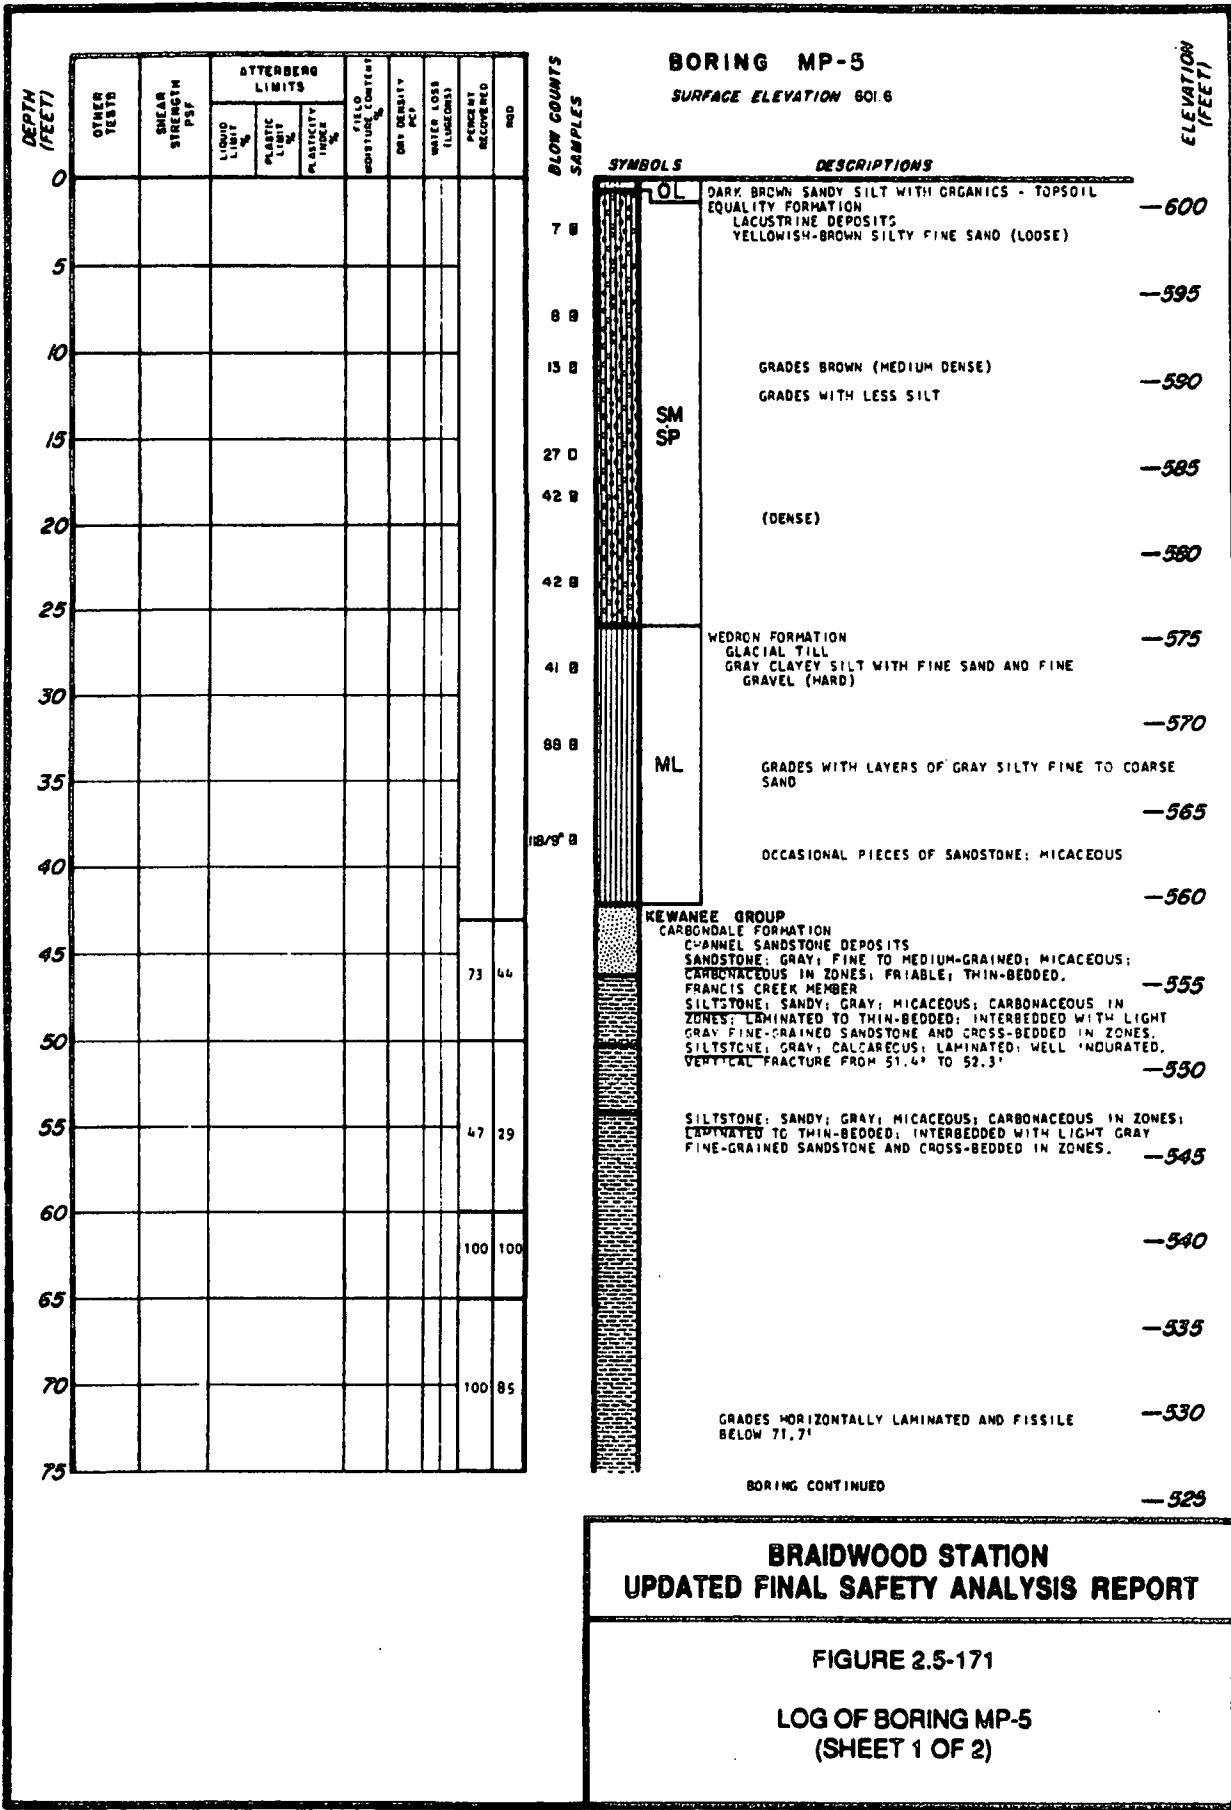 BORING MP-5
SURFACE ELEVATION 601.6
DEPTH
(FEET)
OTHER
TESTS
SHEAR
STRENGTH
PSF
ATTERBERG
LIMITS
LIQUID
LIMIT
%
PLASTIC
LIMIT
%
PLASTICITY
INDEX
%
FIELD
MOISTURE CONTENT
%
DRY DENSITY
PCF
WATER LOSS
(LUGEONS)
PERCENT
RECOVERED
RQD
BLOW COUNTS
SAMPLES
SYMBOLS
DESCRIPTIONS
ELEVATION
(FEET)
0
5
10
15
20
25
30
35
40
45
50
55
60
65
70
75
73 44
47 29
100 100
100 85
7
8
13
27
42
42
41
88
118/9"
OL
SM
SP
ML
DARK BROWN SANDY SILT WITH ORGANICS - TOPSOIL
EQUALITY FORMATION
LACUSTRINE DEPOSITS
YELLOWISH-BROWN SILTY FINE SAND (LOOSE)
GRADES BROWN (MEDIUM DENSE)
GRADES WITH LESS SILT
(DENSE)
WEDRON FORMATION
GLACIAL TILL
GRAY CLAYEY SILT WITH FINE SAND AND FINE
GRAVEL (HARD)
GRADES WITH LAYERS OF GRAY SILTY FINE TO COARSE
SAND
OCCASIONAL PIECES OF SANDSTONE; MICACEOUS
KEWANEE GROUP
CARBONDALE FORMATION
CHANNEL SANDSTONE DEPOSITS
SANDSTONE; GRAY; FINE TO MEDIUM-GRAINED; MICACEOUS;
CARBONACEOUS IN ZONES; FRIABLE; THIN-BEDDED.
FRANCIS CREEK MEMBER
SILTSTONE; SANDY; GRAY; MICACEOUS; CARBONACEOUS IN
ZONES; LAMINATED TO THIN-BEDDED; INTERBEDDED WITH LIGHT
GRAY FINE-GRAINED SANDSTONE AND CROSS-BEDDED IN ZONES.
SILTSTONE; GRAY; CALCAREOUS; LAMINATED; WELL INDURATED.
VERTICAL FRACTURE FROM 51.4' TO 52.3'
SILTSTONE; SANDY; GRAY; MICACEOUS; CARBONACEOUS IN ZONES;
LAMINATED TO THIN-BEDDED; INTERBEDDED WITH LIGHT GRAY
FINE-GRAINED SANDSTONE AND CROSS-BEDDED IN ZONES.
GRADES HORIZONTALLY LAMINATED AND FISSILE
BELOW 71.7'
BORING CONTINUED
—600
—595
—590
—585
—580
—575
—570
—565
—560
—555
—550
—545
—540
—535
—530
—525
BRAIDWOOD STATION
UPDATED FINAL SAFETY ANALYSIS REPORT
FIGURE 2.5-171
LOG OF BORING MP-5
(SHEET 1 OF 2)